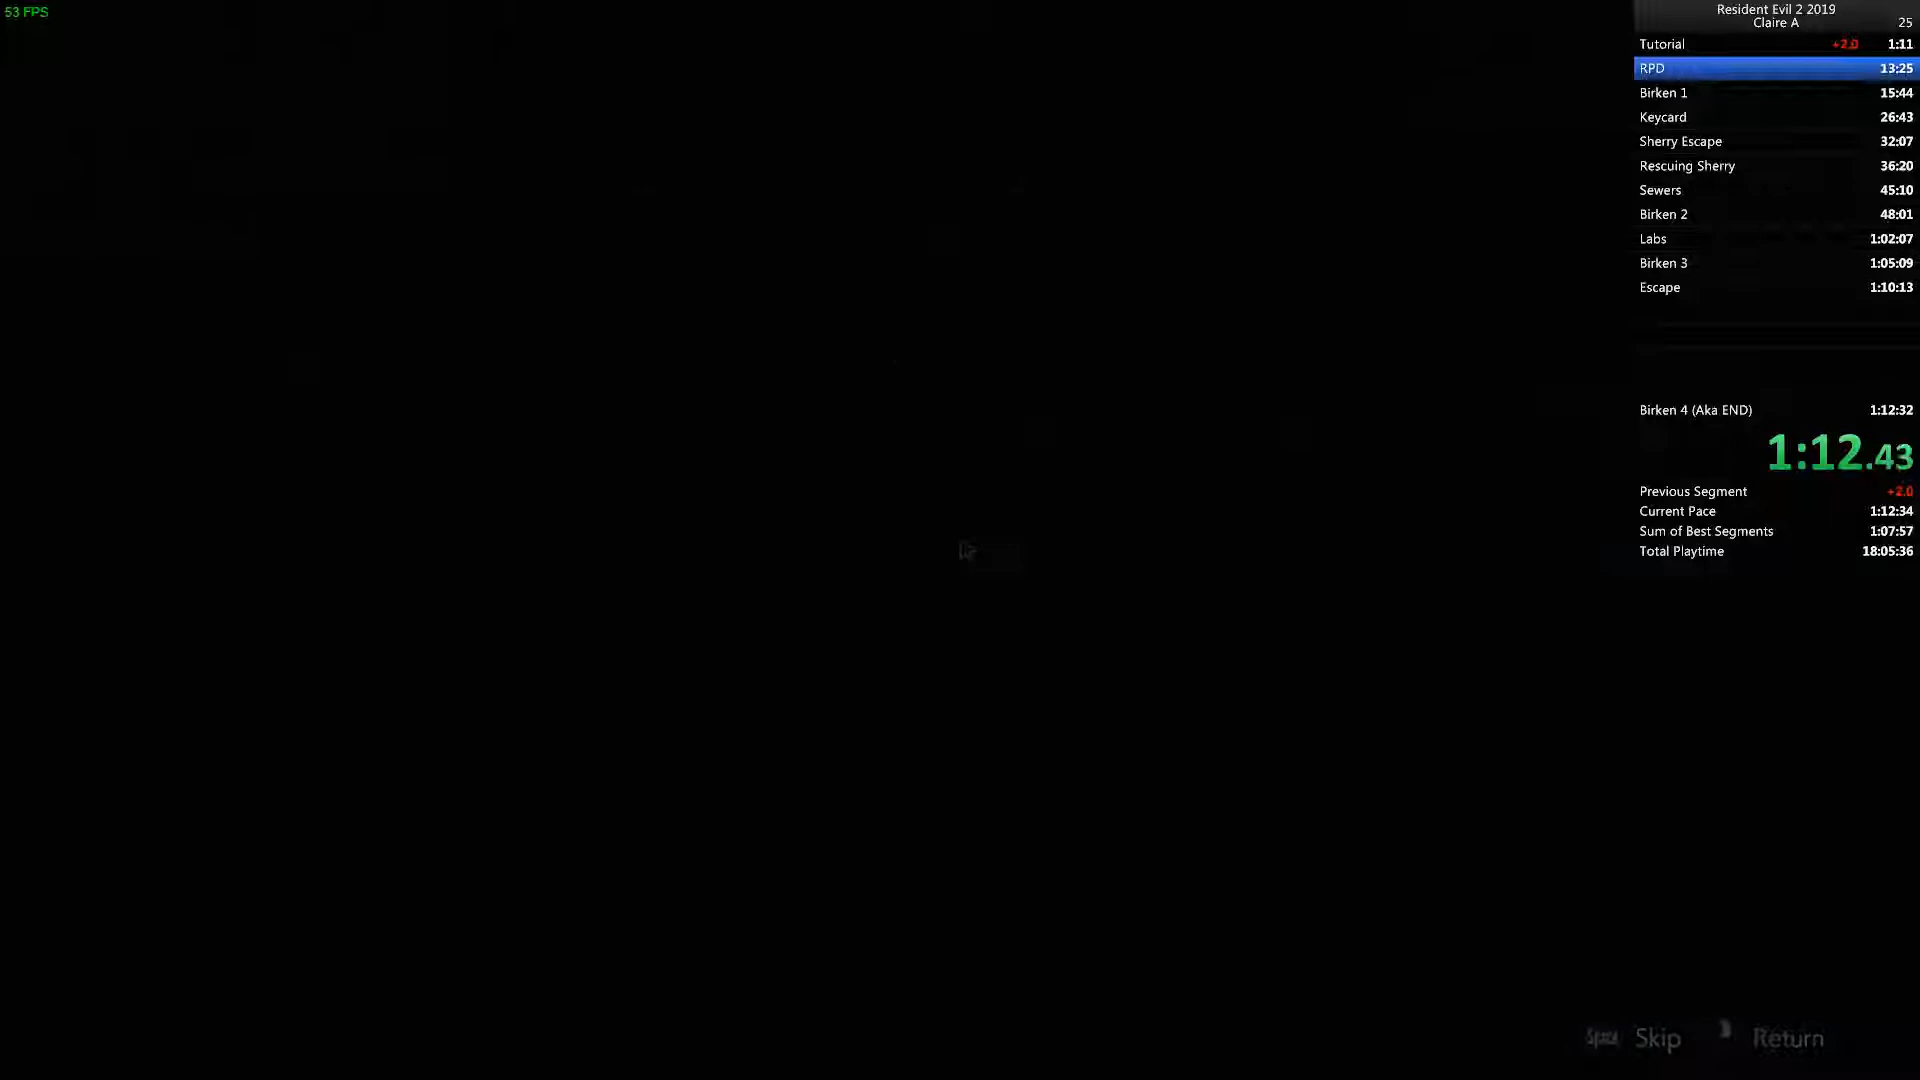 53 FPS
Resident Evil 2 2019
Claire A 25
Tutorial +2.0 1:11
RPD 13:25
Birken 1 15:44
Keycard 26:43
Sherry Escape 32:07
Rescuing Sherry 36:20
Sewers 45:10
Birken 2 48:01
Labs 1:02:07
Birken 3 1:05:09
Escape 1:10:13
Birken 4 (Aka END) 1:12:32
1:12.43
Previous Segment +2.0
Current Pace 1:12:34
Sum of Best Segments 1:07:57
Total Playtime 18:05:36
Space Skip Return